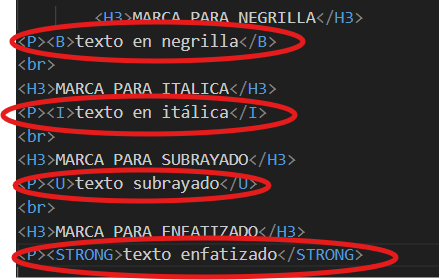 <H3>MARCA PARA NEGRILLA</H3>
<P><B>texto en negrilla</B>
<br>
<H3>MARCA PARA ITALICA</H3>
<P><I>texto en itálica</I>
<br>
<H3>MARCA PARA SUBRAYADO</H3>
<P><U>texto subrayado</U>
<br>
<H3>MARCA PARA ENFATIZADO</H3>
<P><STRONG>texto enfatizado</STRONG>